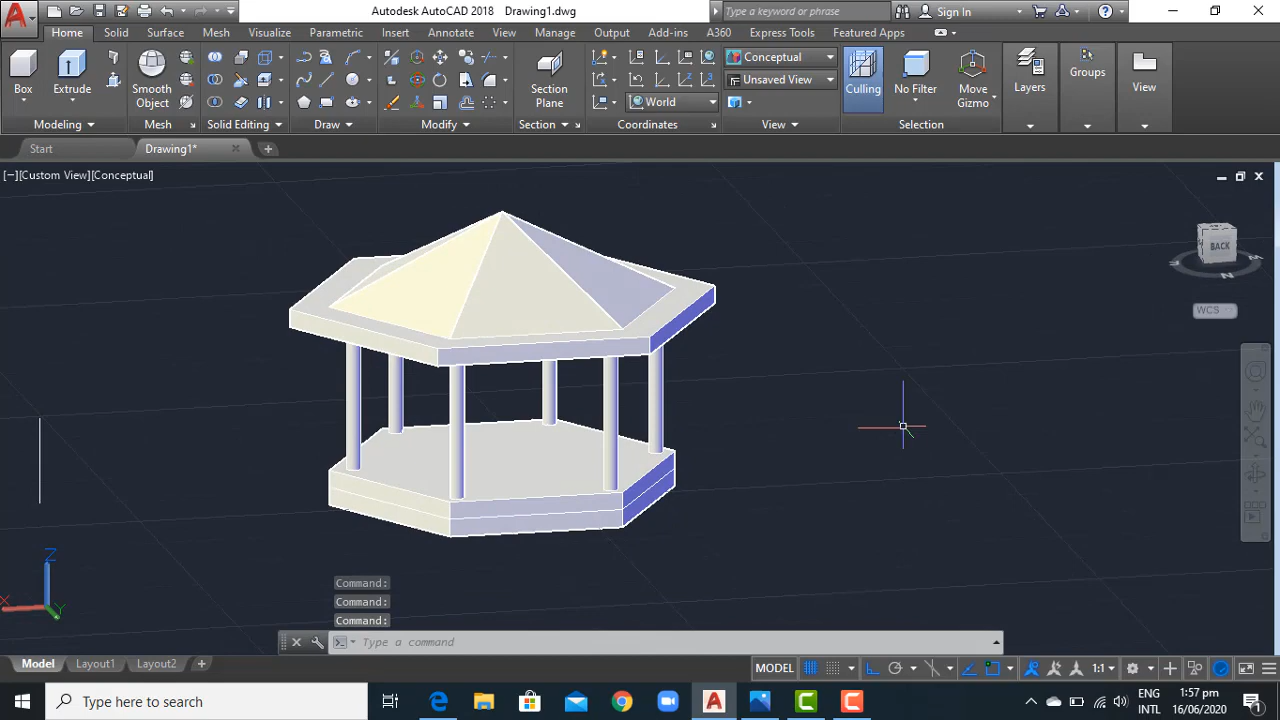 Autodesk AutoCAD 2018 Drawing1.dwg
Type a keyword or phrase
Sign In
Home Solid Surface Mesh Visualize Parametric Insert Annotate View Manage Output Add-ins A360 Express Tools Featured Apps
Box
Extrude
Smooth
Object
Section
Plane
World
Conceptual
Unsaved View
Culling
No Filter
Move
Gizmo
Layers
Groups
View
Modeling
Mesh
Solid Editing
Draw
Modify
Section
Coordinates
View
Selection
Start
Drawing1*
[−][Custom View][Conceptual]
BACK
N
WCS
Z
X
Y
Command:
Command:
Command:
Type a command
Model Layout1 Layout2
MODEL
1:1
Type here to search
ENG
INTL
1:57 pm
16/06/2020
1